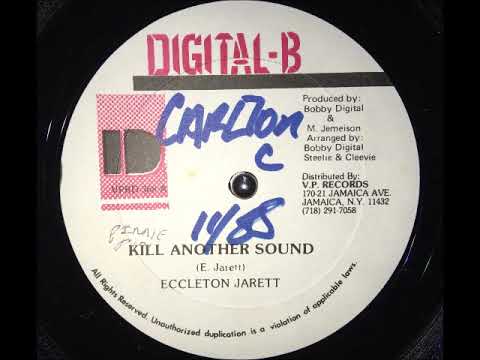 DIGITAL-B
Produced by:
Bobby Digital
&
M. Jemeison
Arranged by:
Bobby Digital
Steelie & Cleevie
Distributed By:
V.P. RECORDS
170-21 JAMAICA AVE.
JAMAICA, N.Y. 11432
(718) 291-7058
CARLTON
C
11/88
KILL ANOTHER SOUND
(E. Jarett)
ECCLETON JARETT
All Rights Reserved. Unauthorized duplication is a violation of applicable laws.